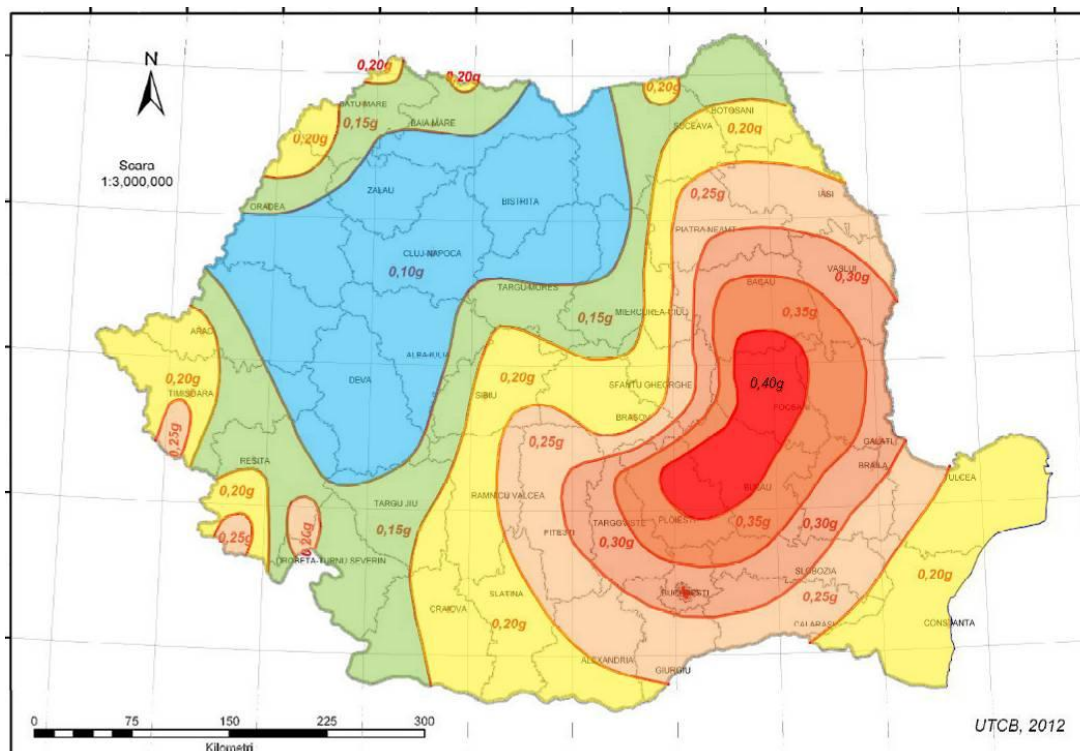 0,20g
0,20g
N
SATU-MARE
0,15g
BAIA-MARE
0,20g
0,20g
BOTOSANI
SUCEAVA
0,20g
Scara
1:3,000,000
ORADEA
ZALAU
BISTRITA
0,25g
IASI
PIATRA-NEAMT
CLUJ-NAPOCA
0,10g
TARGU-MURES
VASLUI
0,30g
BACAU
0,15g
MIERCUREA-CIUC
0,35g
ARAD
ALBA-IULIA
0,20g
TIMISOARA
DEVA
0,20g
SIBIU
SFANTU GHEORGHE
0,40g
BRASOV
0,25g
0,25g
GALATI
RESITA
BRAILA
TULCEA
0,20g
RAMNICU VALCEA
BUZAU
TARGU JIU
0,15g
0,25g
PITESTI
TARGOVISTE
PLOIESTI
0,35g
0,30g
0,30g
DROBETA-TURNU SEVERIN
SLOBOZIA
0,20g
SLATINA
BUCURESTI
0,25g
CRAIOVA
0,20g
CALARASI
CONSTANTA
ALEXANDRIA
GIURGIU
0 75 150 225 300
Kilometri
UTCB, 2012